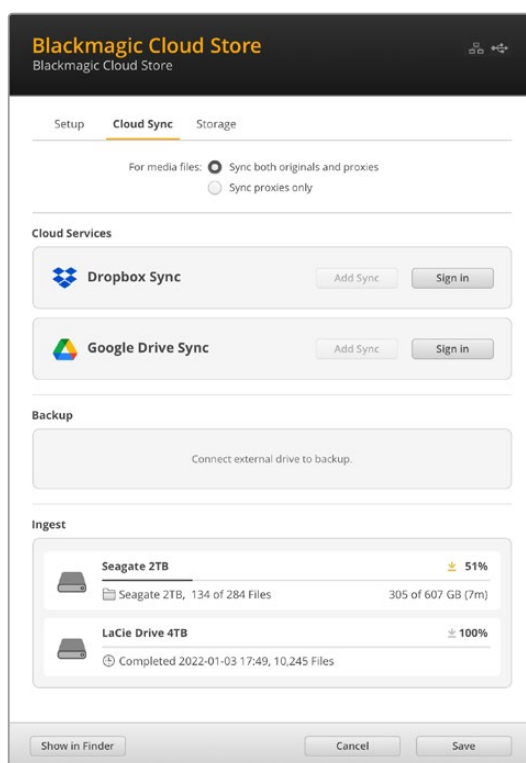 Blackmagic Cloud Store
Blackmagic Cloud Store
Setup Cloud Sync Storage
For media files: Sync both originals and proxies
Sync proxies only
Cloud Services
Dropbox Sync Add Sync Sign in
Google Drive Sync Add Sync Sign in
Backup
Connect external drive to backup.
Ingest
Seagate 2TB 51%
Seagate 2TB, 134 of 284 Files 305 of 607 GB (7m)
LaCie Drive 4TB 100%
Completed 2022-01-03 17:49, 10,245 Files
Show in Finder Cancel Save